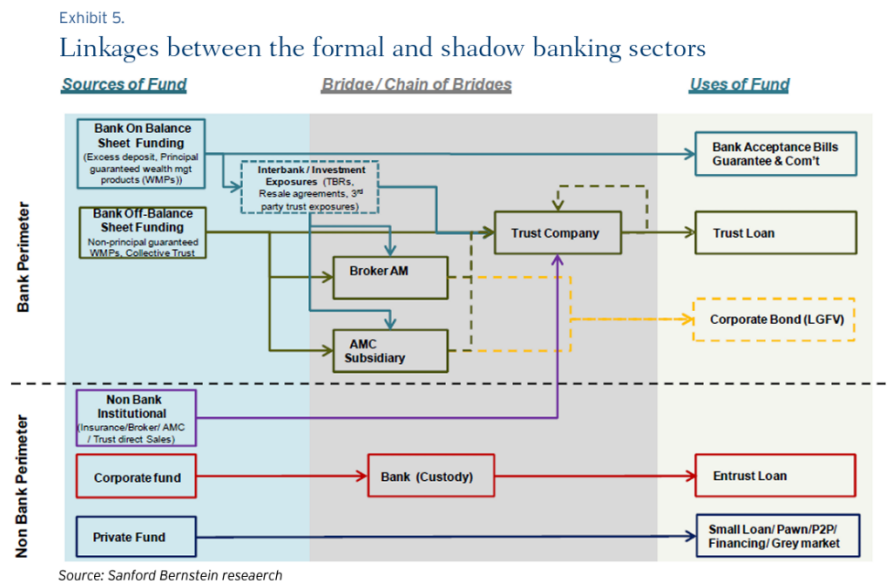 Exhibit 5.
Linkages between the formal and shadow banking sectors
Sources of Fund
Bridge / Chain of Bridges
Uses of Fund
Bank Perimeter
Bank On Balance
Sheet Funding
(Excess deposit, Principal
guaranteed wealth mgt
products (WMPs))
Interbank / Investment
Exposures (TBRs,
Resale agreements, 3rd
party trust exposures)
Bank Acceptance Bills
Guarantee & Com't
Bank Off-Balance
Sheet Funding
Non-principal guaranteed
WMPs, Collective Trust
Trust Company
Trust Loan
Broker AM
Corporate Bond (LGFV)
AMC
Subsidiary
Non Bank Perimeter
Non Bank
Institutional
(Insurance/Broker/ AMC
/ Trust direct Sales)
Corporate fund
Bank (Custody)
Entrust Loan
Private Fund
Small Loan/ Pawn/P2P/
Financing/ Grey market
Source: Sanford Bernstein reseaerch